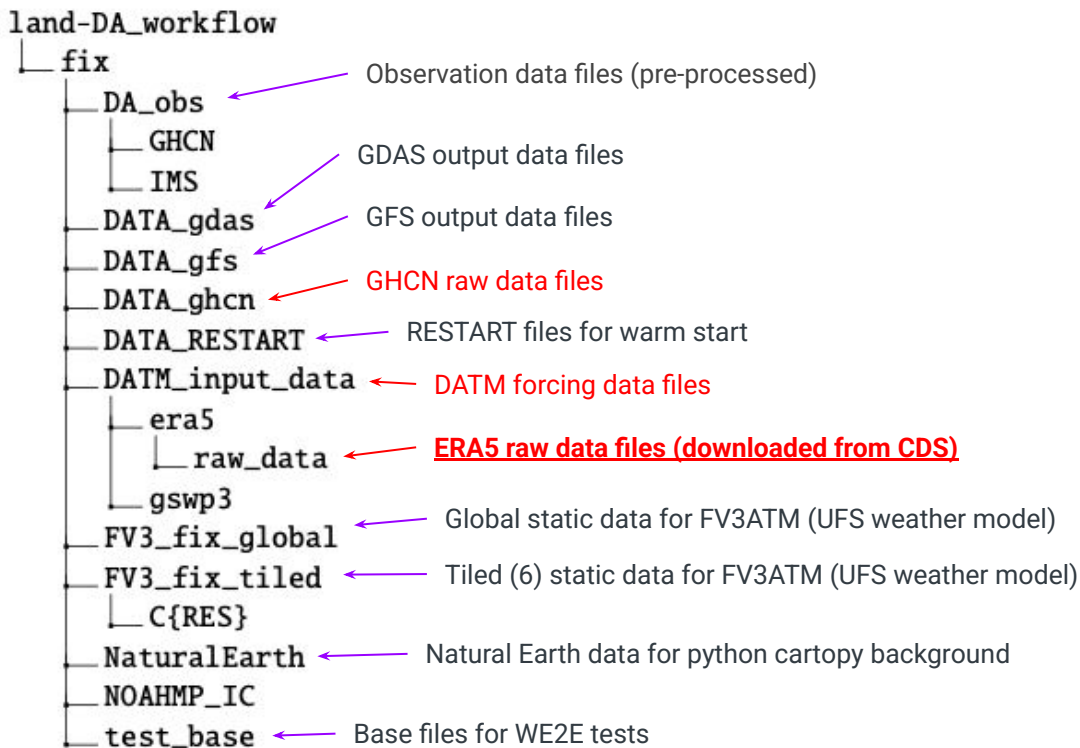 land-DA_workflow
fix
Observation data files (pre-processed)
DA_obs
GHCN
GDAS output data files
IMS
DATA_gdas
GFS output data files
DATA_gfs
GHCN raw data files
DATA_ghcn
RESTART files for warm start
DATA_RESTART
DATM_input_data
DATM forcing data files
era5
raw_data
ERA5 raw data files (downloaded from CDS)
gswp3
Global static data for FV3ATM (UFS weather model)
FV3_fix_global
FV3_fix_tiled
Tiled (6) static data for FV3ATM (UFS weather model)
C{RES}
NaturalEarth
Natural Earth data for python cartopy background
NOAHMP_IC
test_base
Base files for WE2E tests